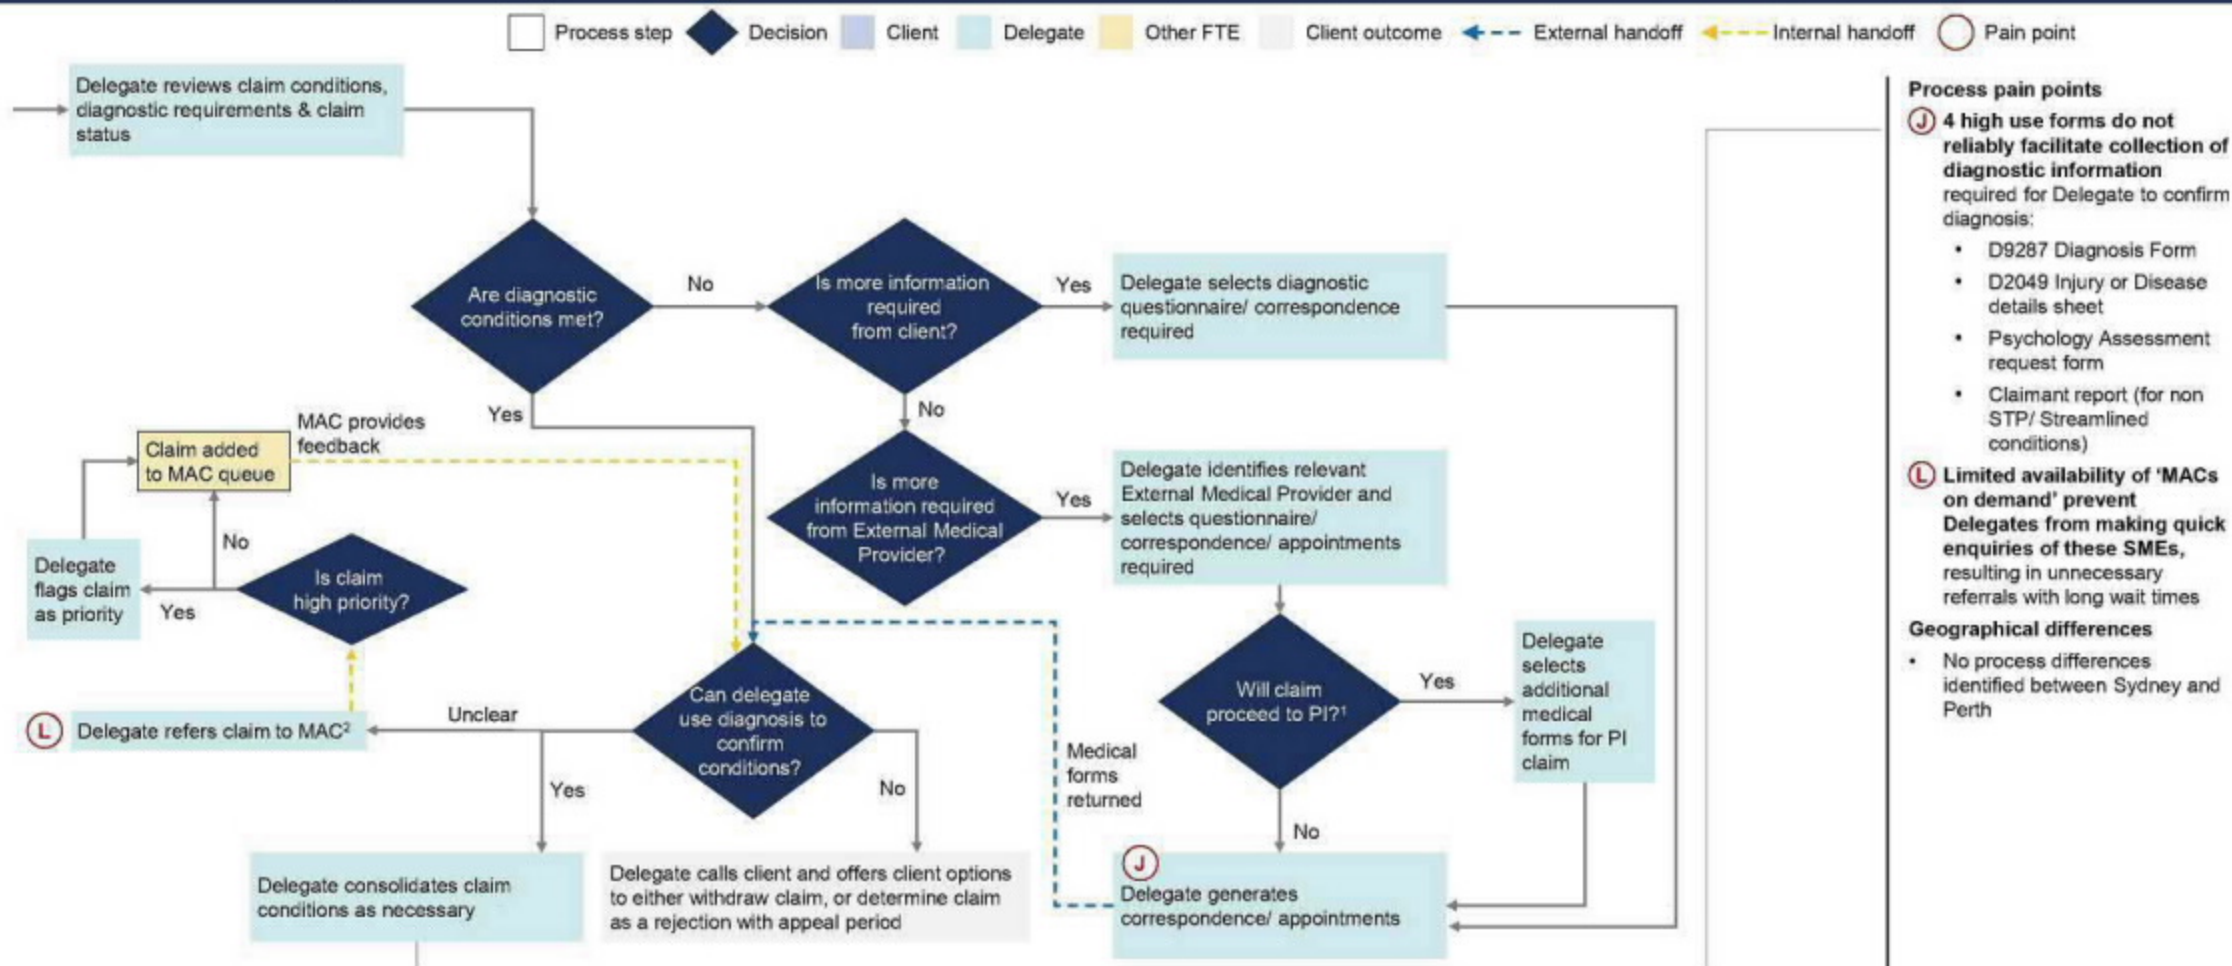 Process step
Decision
Client
Delegate
Other FTE
Client outcome
External handoff
Internal handoff
Pain point
Delegate reviews claim conditions,
diagnostic requirements & claim
status
Are diagnostic
conditions met?
No
Is more information
required
from client?
Yes
Delegate selects diagnostic
questionnaire/ correspondence
required
Yes
No
MAC provides
feedback
Claim added
to MAC queue
Is more
information required
from External Medical
Provider?
Yes
Delegate identifies relevant
External Medical Provider and
selects questionnaire/
correspondence/ appointments
required
No
Delegate
flags claim
as priority
Yes
Is claim
high priority?
Will claim
proceed to PI?¹
Yes
Delegate
selects
additional
medical
forms for PI
claim
L
Delegate refers claim to MAC²
Unclear
Can delegate
use diagnosis to
confirm
conditions?
Yes
No
Medical
forms
returned
No
Delegate consolidates claim
conditions as necessary
Delegate calls client and offers client options
to either withdraw claim, or determine claim
as a rejection with appeal period
J
Delegate generates
correspondence/ appointments
Process pain points
J 4 high use forms do not
reliably facilitate collection of
diagnostic information
required for Delegate to confirm
diagnosis:
• D9287 Diagnosis Form
• D2049 Injury or Disease
details sheet
• Psychology Assessment
request form
• Claimant report (for non
STP/ Streamlined
conditions)
L Limited availability of ‘MACs
on demand’ prevent
Delegates from making quick
enquiries of these SMEs,
resulting in unnecessary
referrals with long wait times
Geographical differences
• No process differences
identified between Sydney and
Perth